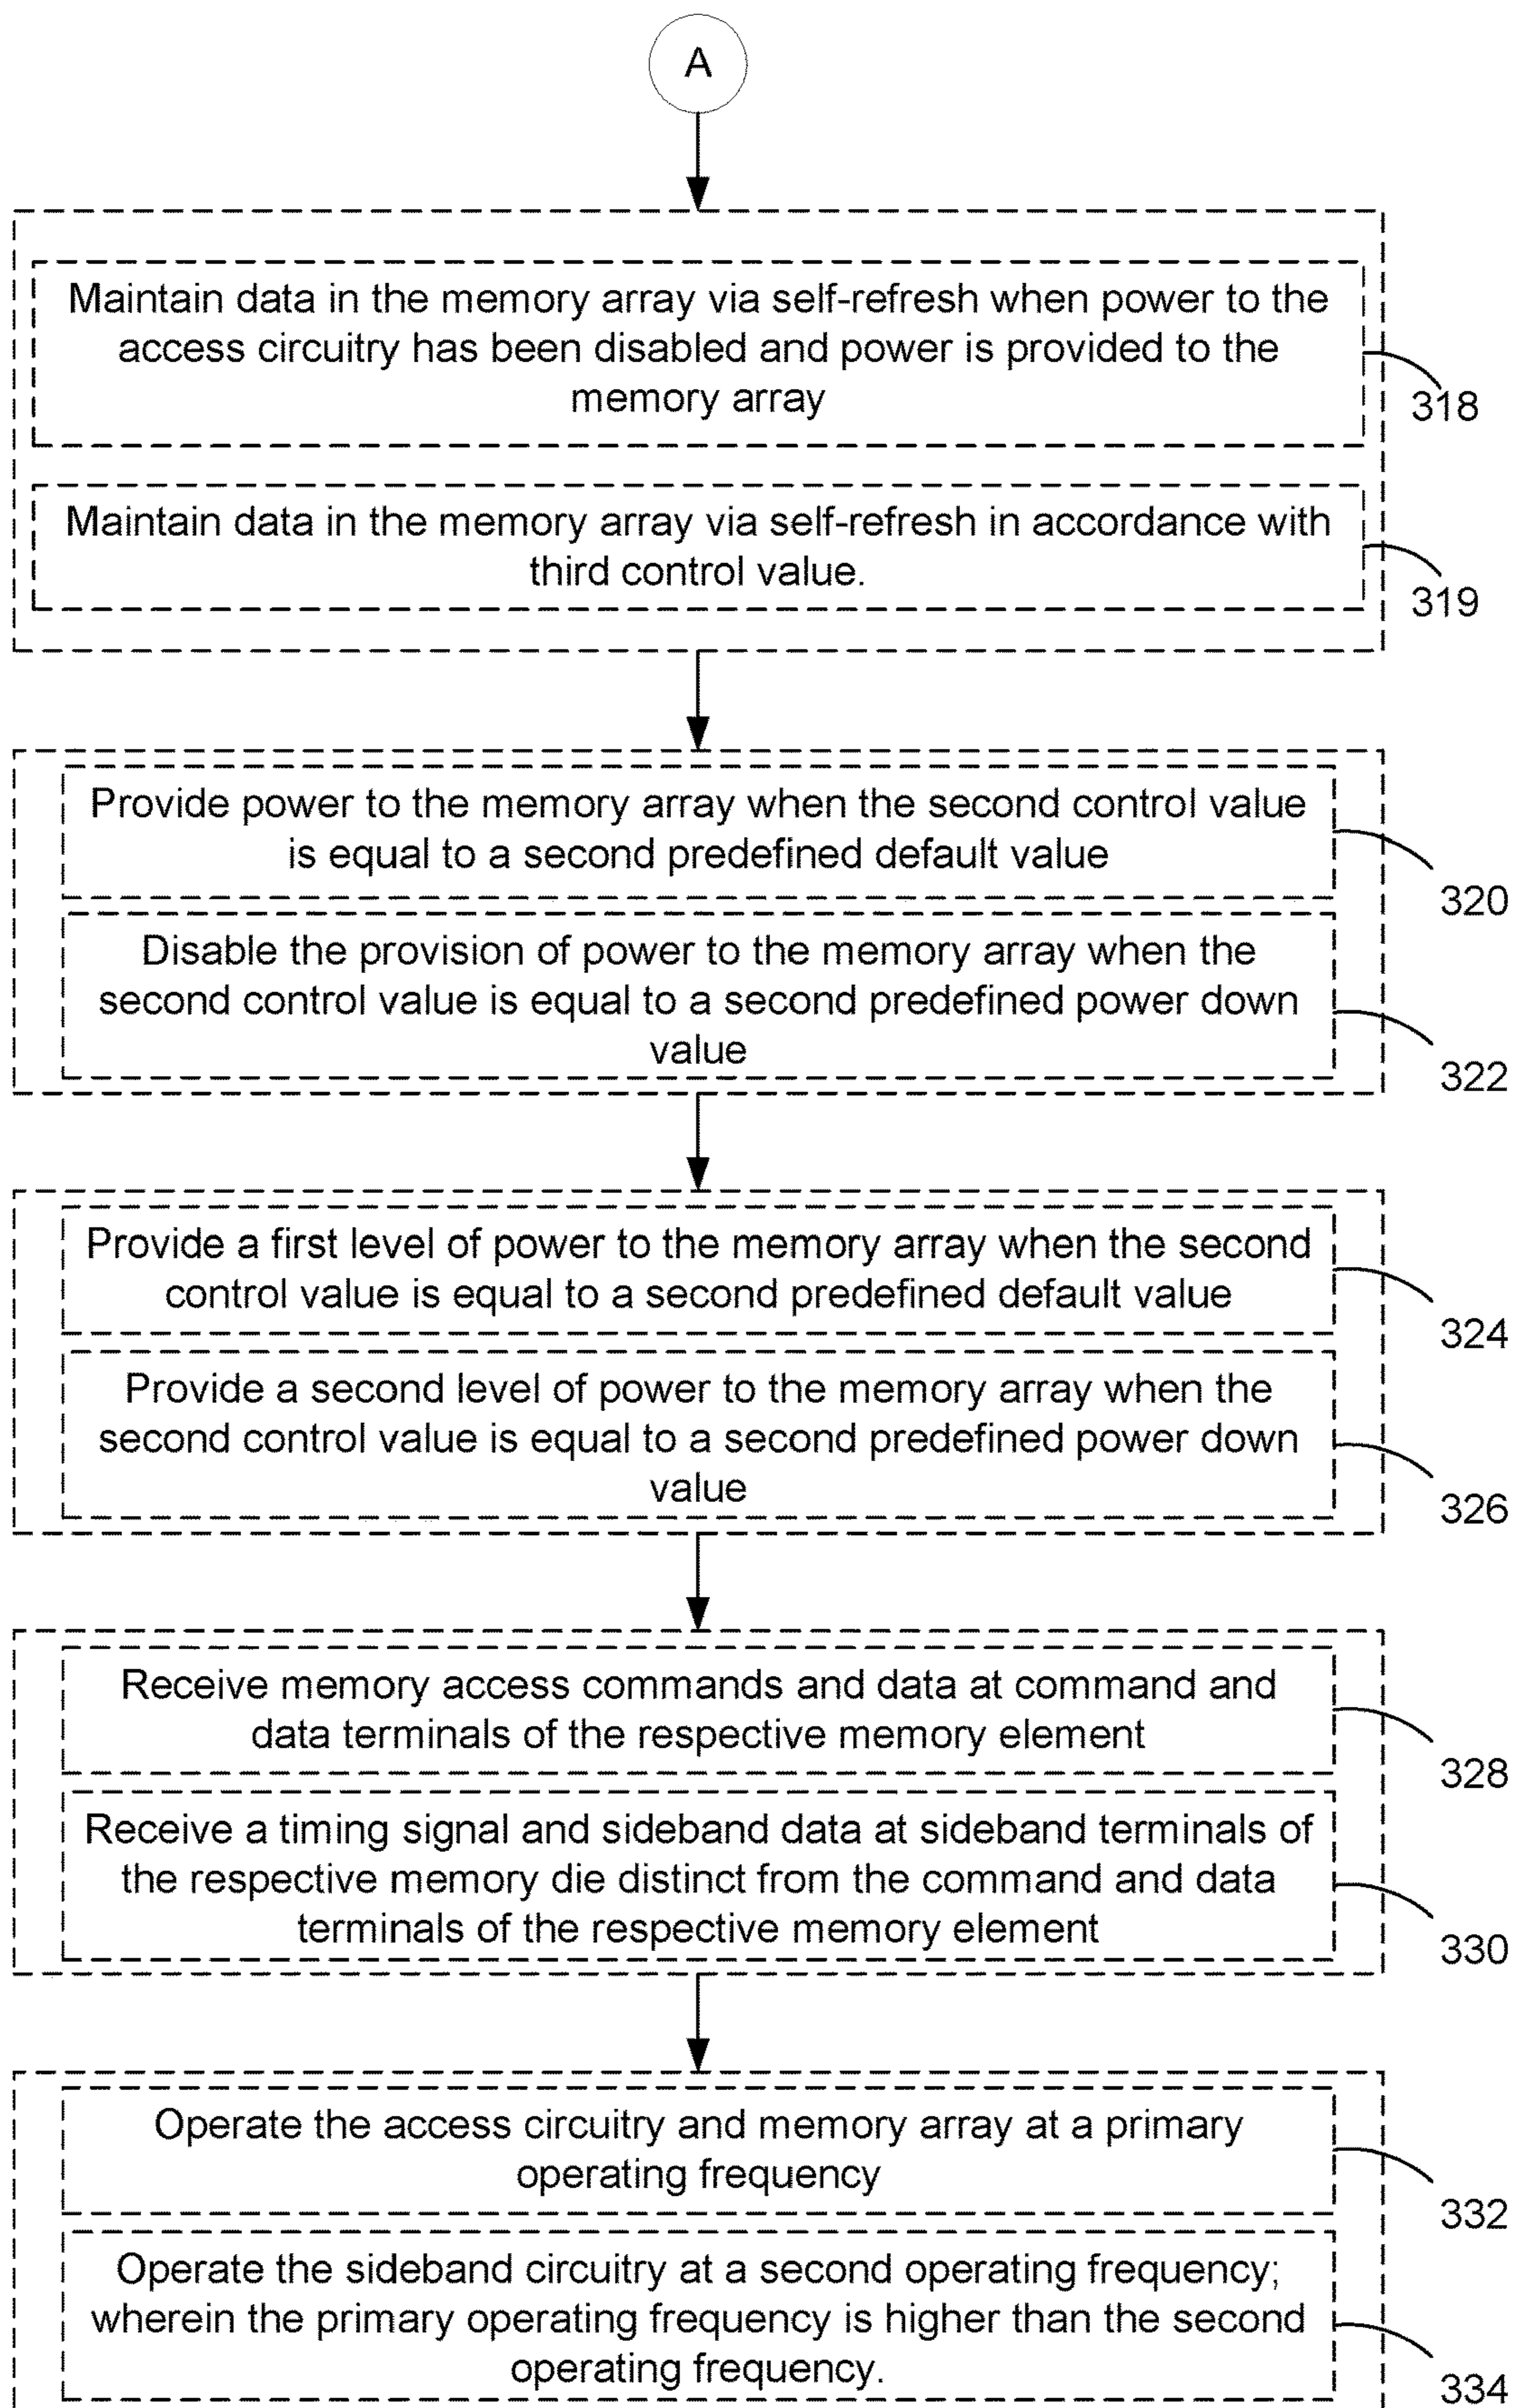 A
Maintain data in the memory array via self-refresh when power to the
access circuitry has been disabled and power is provided to the
memory array
318
Maintain data in the memory array via self-refresh in accordance with
third control value.
319
Provide power to the memory array when the second control value
is equal to a second predefined default value
320
Disable the provision of power to the memory array when the
second control value is equal to a second predefined power down
value
322
Provide a first level of power to the memory array when the second
control value is equal to a second predefined default value
324
Provide a second level of power to the memory array when the
second control value is equal to a second predefined power down
value
326
Receive memory access commands and data at command and
data terminals of the respective memory element
328
Receive a timing signal and sideband data at sideband terminals of
the respective memory die distinct from the command and data
terminals of the respective memory element
330
Operate the access circuitry and memory array at a primary
operating frequency
332
Operate the sideband circuitry at a second operating frequency;
wherein the primary operating frequency is higher than the second
operating frequency.
334